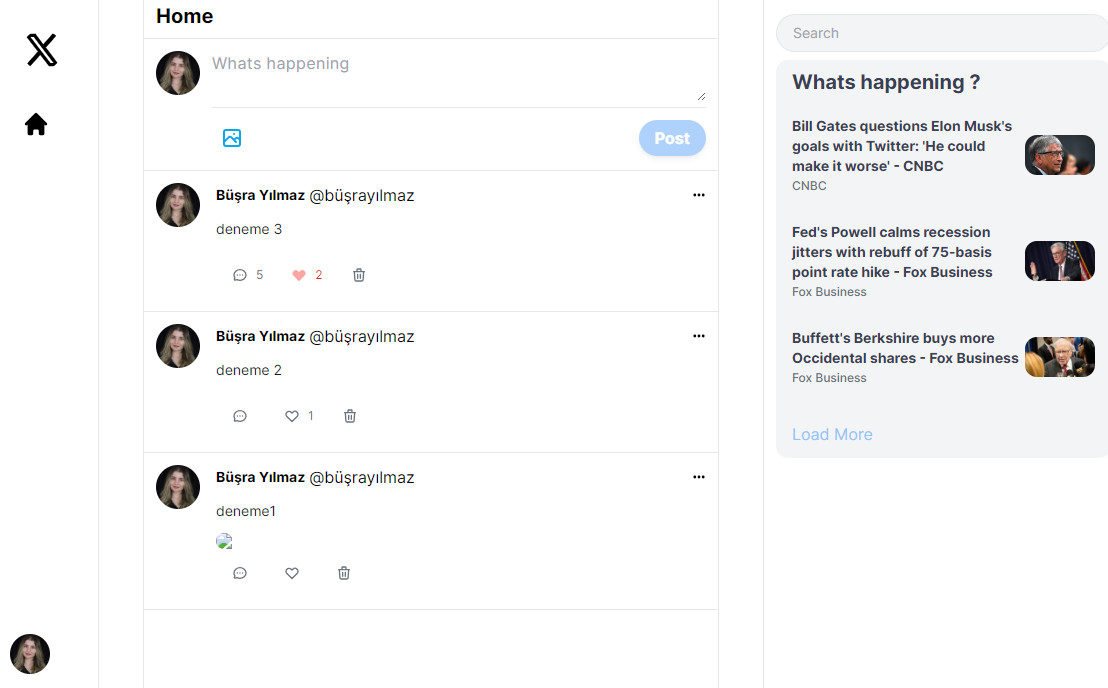 Home
Whats happening
Post
Büşra Yılmaz @büşrayılmaz
deneme 3
5 2
Büşra Yılmaz @büşrayılmaz
deneme 2
1
Büşra Yılmaz @büşrayılmaz
deneme1
Search
Whats happening ?
Bill Gates questions Elon Musk's
goals with Twitter: 'He could
make it worse' - CNBC
CNBC
Fed's Powell calms recession
jitters with rebuff of 75-basis
point rate hike - Fox Business
Fox Business
Buffett's Berkshire buys more
Occidental shares - Fox Business
Fox Business
Load More